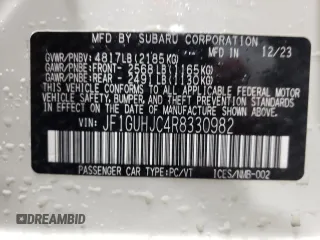 MFD BY SUBARU CORPORATION
GVWR/PNBV: 4817LB(2185KG) 12/23
GAWR/PNBE:FRONT- 2568LB(1165KG)
GAWR/PNBE:REAR- 2491LB(1130KG)
THIS VEHICLE CONFORMS TO ALL APPLICABLE FEDERAL MOTOR
VEHICLE SAFETY, BUMPER, AND THEFT PREVENTION STANDARDS
IN EFFECT ON THE DATE OF MANUFACTURE SHOWN ABOVE.
VIN: JF1GUHJC4R8330982
PASSENGER CAR TYPE:PC/VT ICES/NMB-002
© DREAMBID
DREAMBID